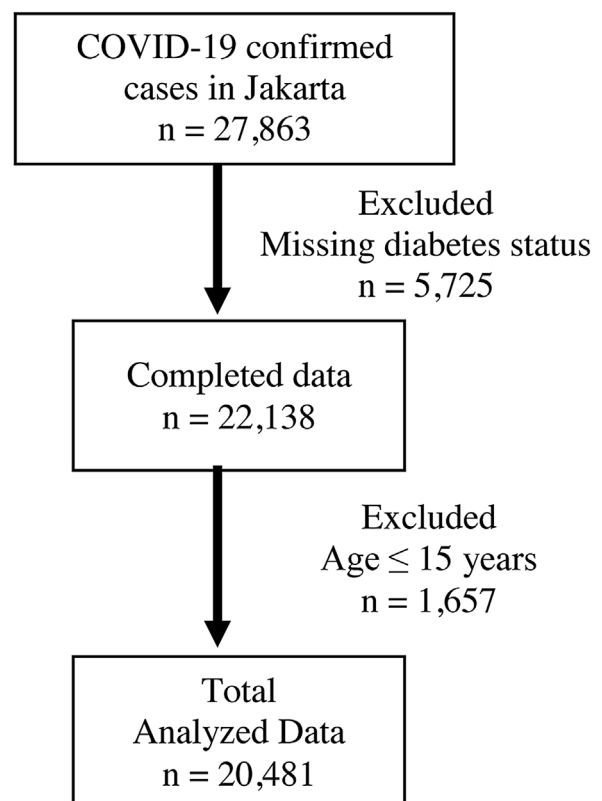 COVID-19 confirmed
cases in Jakarta
n = 27,863
Excluded
Missing diabetes status
n = 5,725
Completed data
n = 22,138
Excluded
Age ≤ 15 years
n = 1,657
Total
Analyzed Data
n = 20,481